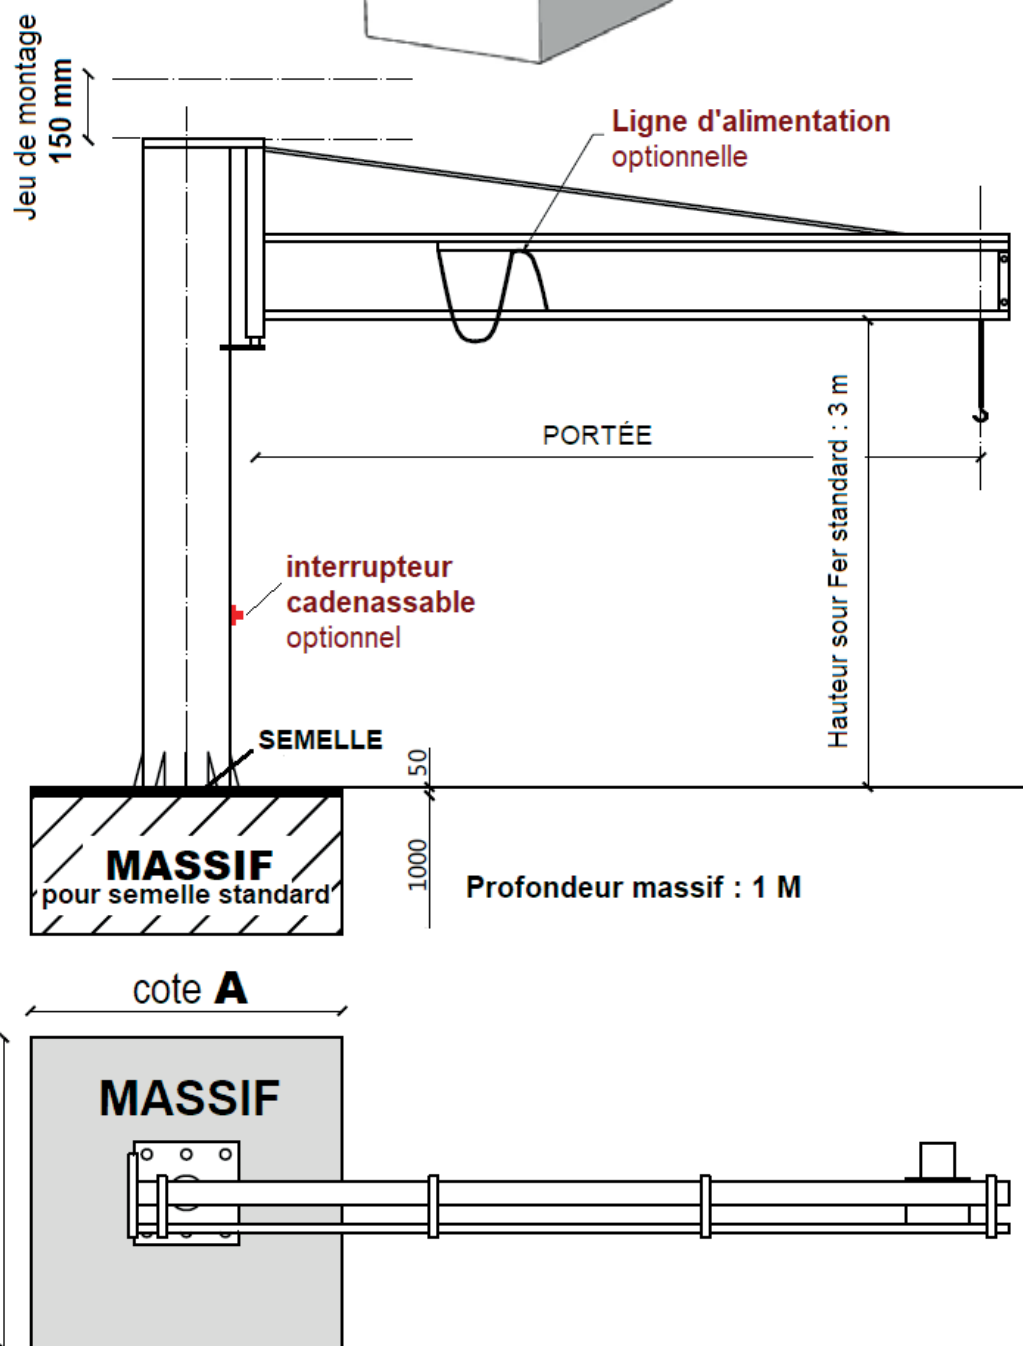 Jeu de montage
150 mm
Ligne d'alimentation
optionnelle
PORTÉE
Hauteur sour Fer standard : 3 m
interrupteur
cadenassable
optionnel
SEMELLE
50
1000
MASSIF
pour semelle standard
Profondeur massif : 1 M
cote A
MASSIF